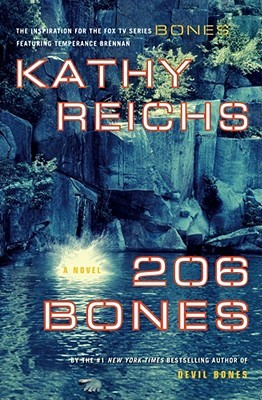 THE INSPIRATION FOR THE FOX TV SERIES BONES
FEATURING TEMPERANCE BRENNAN
KATHY
REICHS
A NOVEL
206
BONES
BY THE #1 NEW YORK TIMES BESTSELLING AUTHOR OF
DEVIL BONES